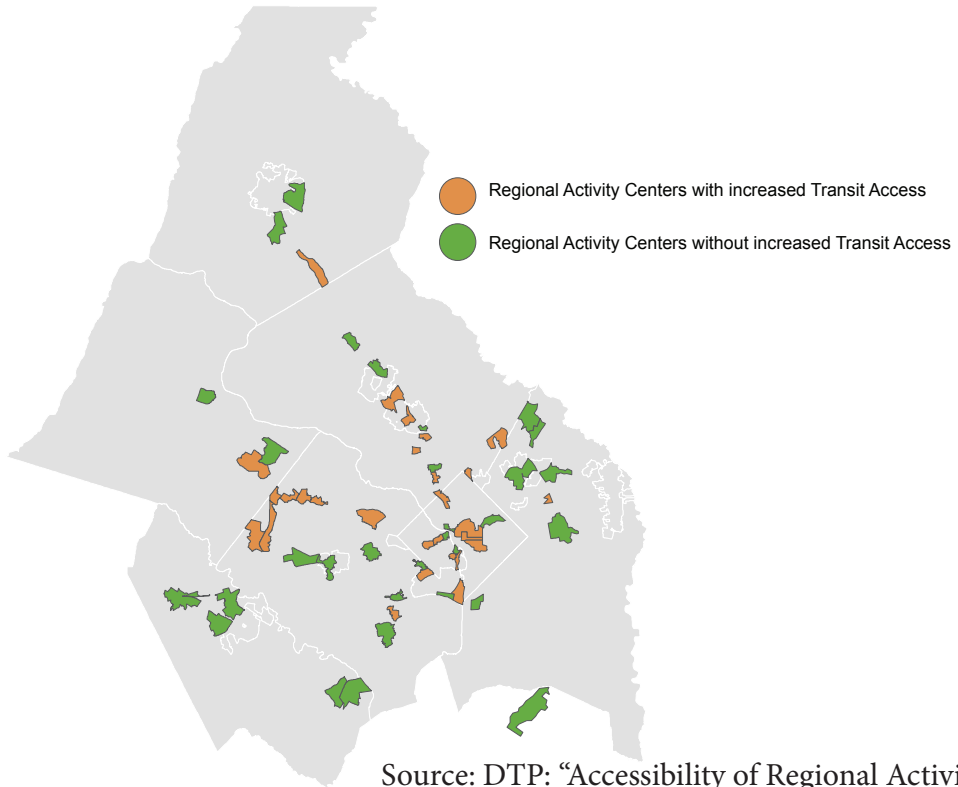 Regional Activity Centers with increased Transit Access
Regional Activity Centers without increased Transit Access
Source: DTP: “Accessibility of Regional Activi